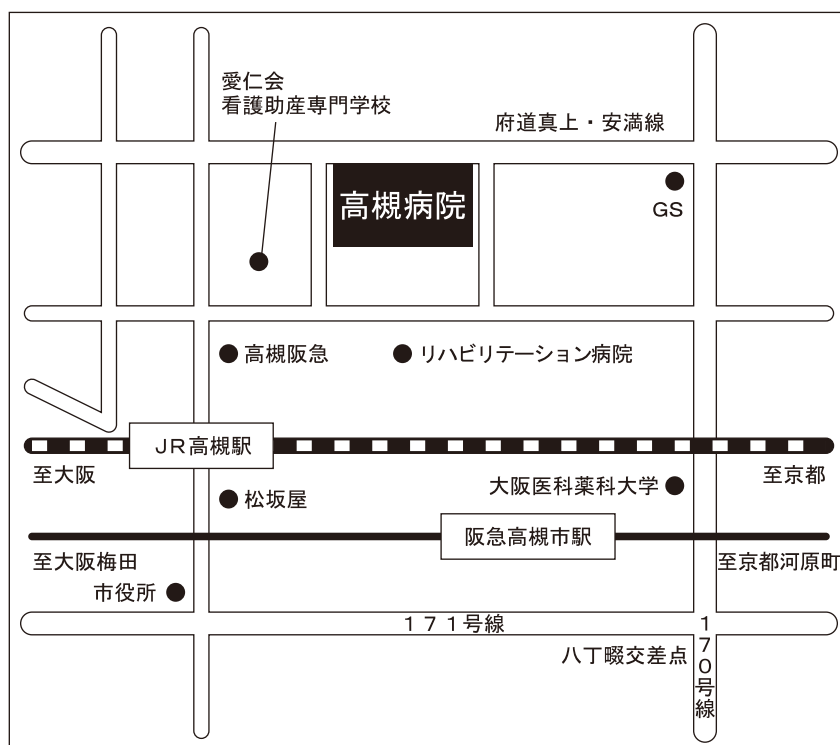 愛仁会
看護助産専門学校
府道真上・安満線
高槻病院
GS
高槻阪急
リハビリテーション病院
JR高槻駅
至大阪
至京都
松坂屋
大阪医科薬科大学
阪急高槻市駅
至大阪梅田
至京都河原町
市役所
１７１号線
１７０号線
八丁畷交差点